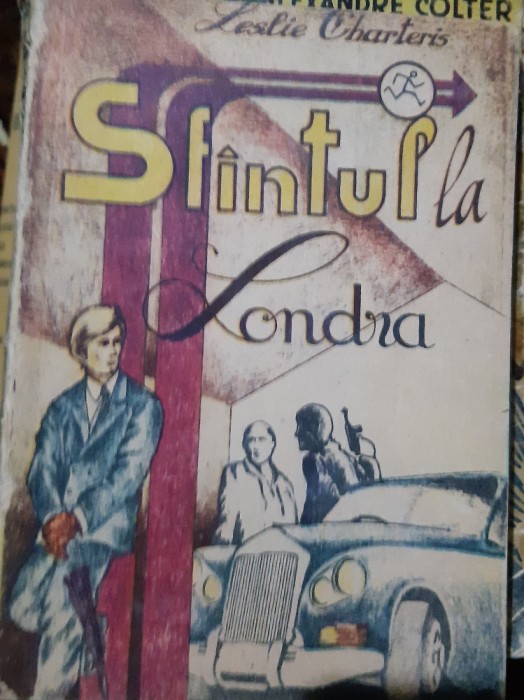 COLTER
Leslie Charteris
Sfîntul la
Londra